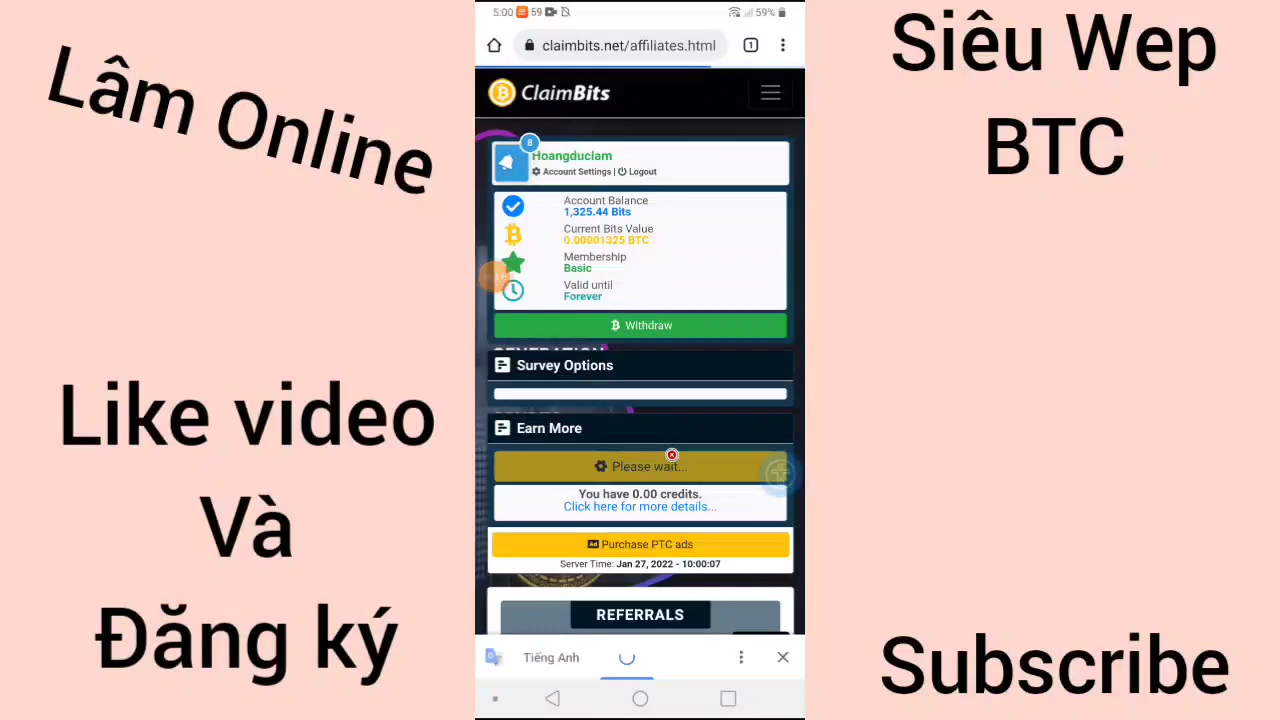 Lâm Online
Like video
Và
Đăng ký
5:00 59 59%
claimbits.net/affiliates.html 1
ClaimBits
8
Hoangduclam
Account Settings | Logout
Account Balance
1,325.44 Bits
Current Bits Value
0.00001325 BTC
Membership
Basic
Valid until
Forever
Withdraw
Survey Options
Earn More
Please wait...
You have 0.00 credits.
Click here for more details...
Ad Purchase PTC ads
Server Time: Jan 27, 2022 - 10:00:07
REFERRALS
Tiếng Anh
Siêu Wep
BTC
Subscribe